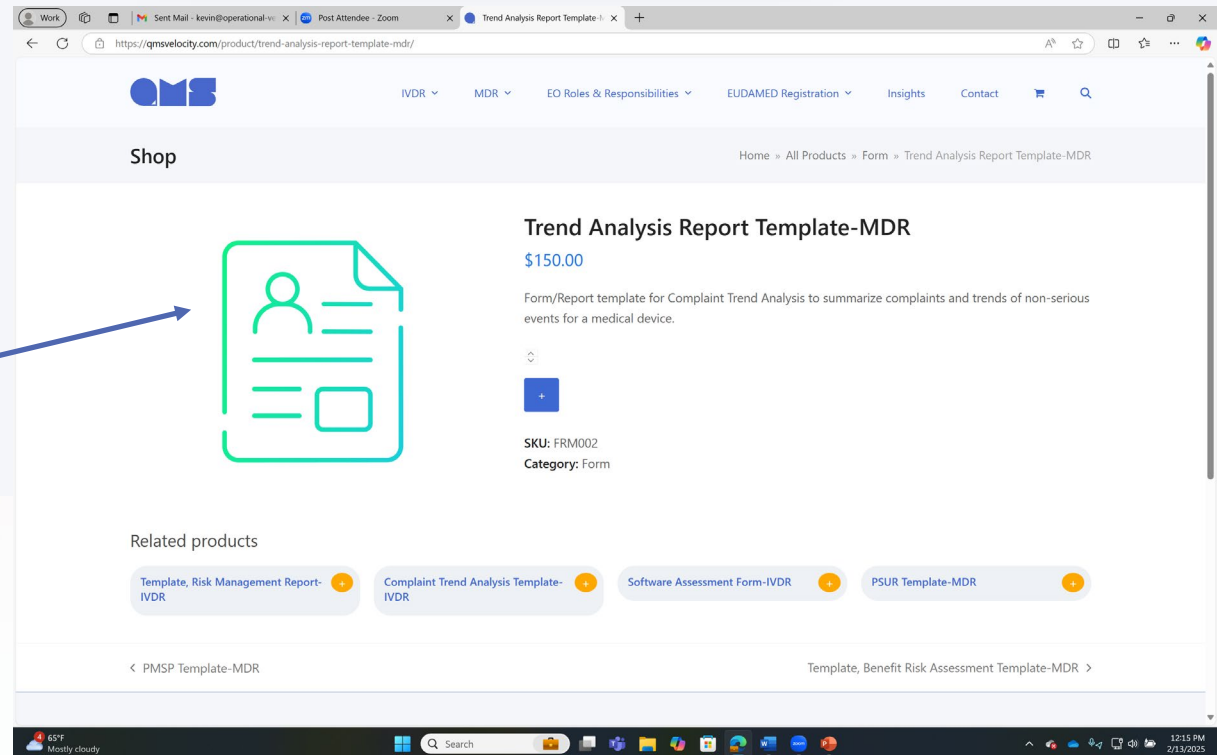 Work
Sent Mail - kevin@operational-ve
Post Attendee - Zoom
Trend Analysis Report Template-M
https://qmsvelocity.com/product/trend-analysis-report-template-mdr/
QMS
IVDR
MDR
EO Roles & Responsibilities
EUDAMED Registration
Insights
Contact
Shop
Home » All Products » Form » Trend Analysis Report Template-MDR
Trend Analysis Report Template-MDR
$150.00
Form/Report template for Complaint Trend Analysis to summarize complaints and trends of non-serious
events for a medical device.
+
SKU: FRM002
Category: Form
Related products
Template, Risk Management Report-
IVDR
+
Complaint Trend Analysis Template-
IVDR
+
Software Assessment Form-IVDR
+
PSUR Template-MDR
+
< PMSP Template-MDR
Template, Benefit Risk Assessment Template-MDR >
4
65°F
Mostly cloudy
Search
12:15 PM
2/13/2025